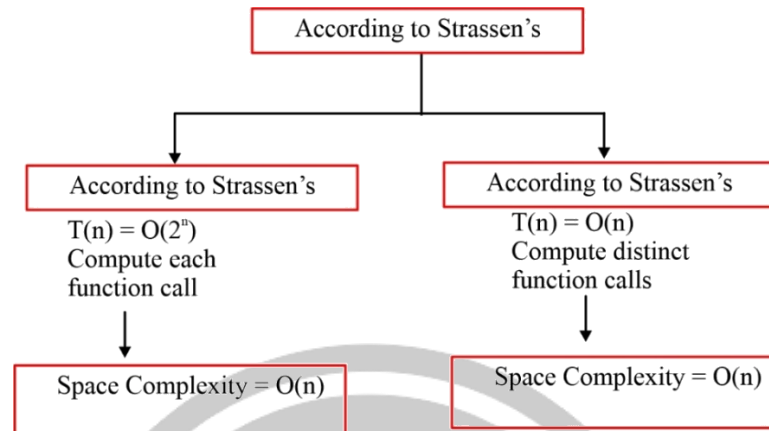 According to Strassen's
According to Strassen's
T(n) = O(2ⁿ)
Compute each
function call
Space Complexity = O(n)
According to Strassen's
T(n) = O(n)
Compute distinct
function calls
Space Complexity = O(n)